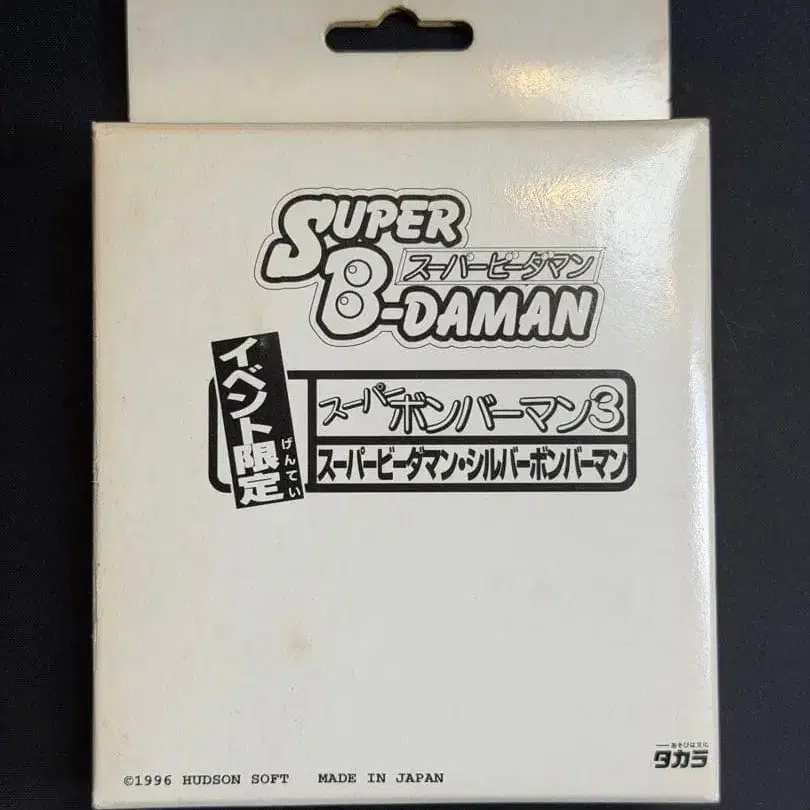 SUPER
スーパービーダマン
B-DAMAN
イベント限定
げんてい
スーパーボンバーマン3
スーパービーダマン・シルバーボンバーマン
あそびは文化
タカラ
©1996 HUDSON SOFT MADE IN JAPAN